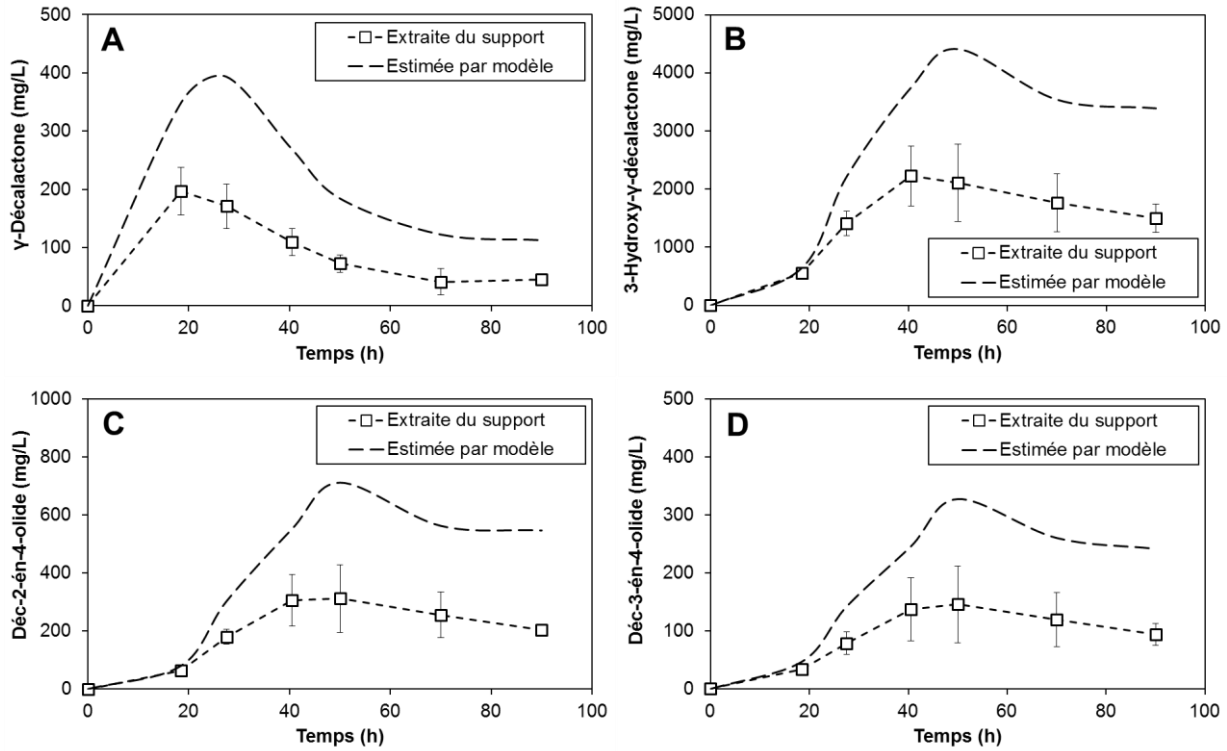 A
γ-Décalactone (mg/L)
500
400
300
200
100
0
0 20 40 60 80 100
Temps (h)
Extraite du support
Estimée par modèle
B
3-Hydroxy-γ-décalactone (mg/L)
5000
4000
3000
2000
1000
0
0 20 40 60 80 100
Temps (h)
Extraite du support
Estimée par modèle
C
Déc-2-én-4-olide (mg/L)
1000
800
600
400
200
0
0 20 40 60 80 100
Temps (h)
Extraite du support
Estimée par modèle
D
Déc-3-én-4-olide (mg/L)
500
400
300
200
100
0
0 20 40 60 80 100
Temps (h)
Extraite du support
Estimée par modèle